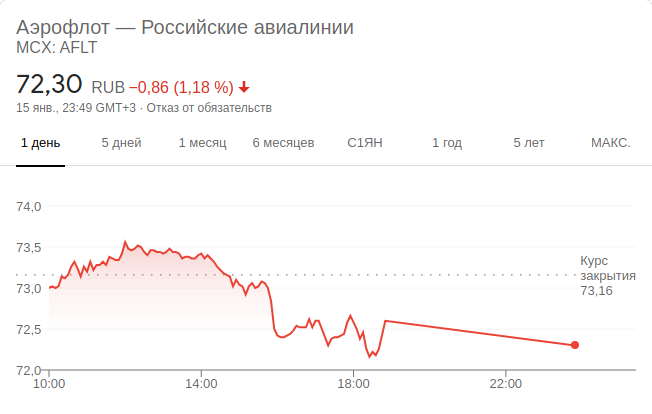 Аэрофлот — Российские авиалинии
MCX: AFLT
72,30 RUB −0,86 (1,18 %)
15 янв., 23:49 GMT+3 · Отказ от обязательств
1 день 5 дней 1 месяц 6 месяцев С1ЯН 1 год 5 лет МАКС.
74,0
73,5
Курс
закрытия
73,16
73,0
72,5
72,0
10:00 14:00 18:00 22:00